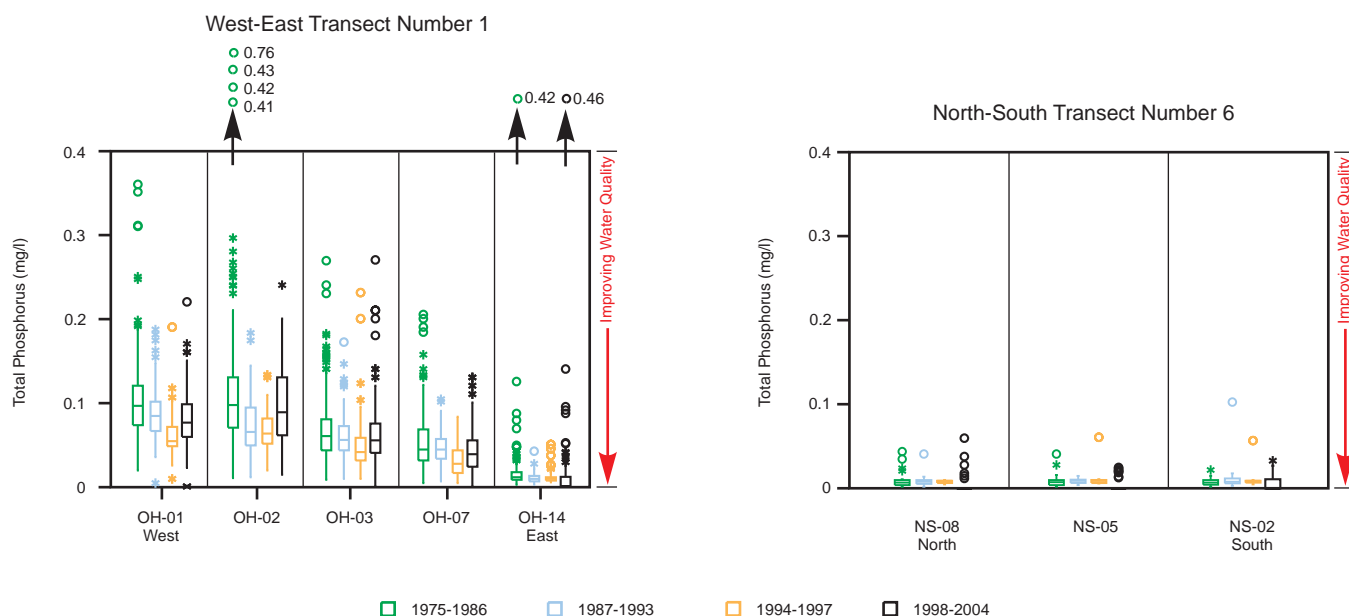 West-East Transect Number 1
0.76
0.43
0.42
0.41
0.42
0.46
0.4
0.3
0.2
0.1
0
Total Phosphorus (mg/l)
Improving Water Quality
OH-01
West
OH-02
OH-03
OH-07
OH-14
East
North-South Transect Number 6
0.4
0.3
0.2
0.1
0
Total Phosphorus (mg/l)
Improving Water Quality
NS-08
North
NS-05
NS-02
South
1975-1986
1987-1993
1994-1997
1998-2004